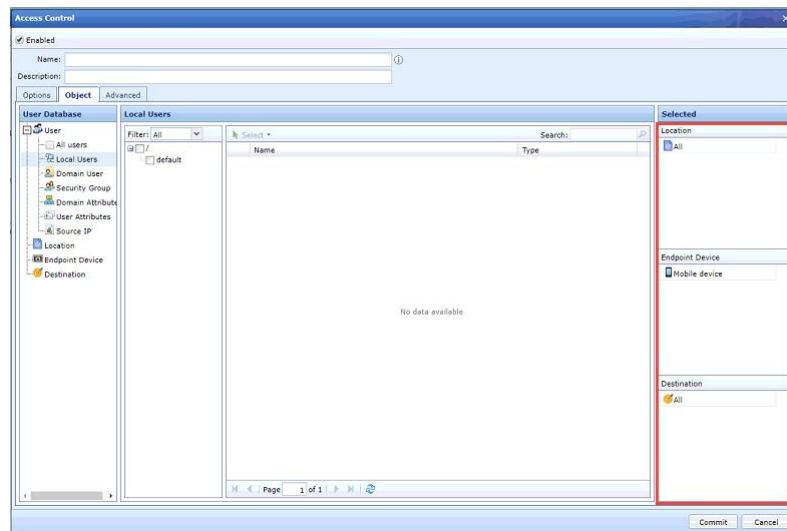 Access Control
Enabled
Name:
Description:
Options Object Advanced
User Database
User
All users
Local Users
Domain User
Security Group
Domain Attribute
User Attributes
Source IP
Location
Endpoint Device
Destination
Local Users
Filter: All
/
default
Select
Search:
Name Type
No data available
Page 1 of 1
Selected
Location
All
Endpoint Device
Mobile device
Destination
All
Commit Cancel